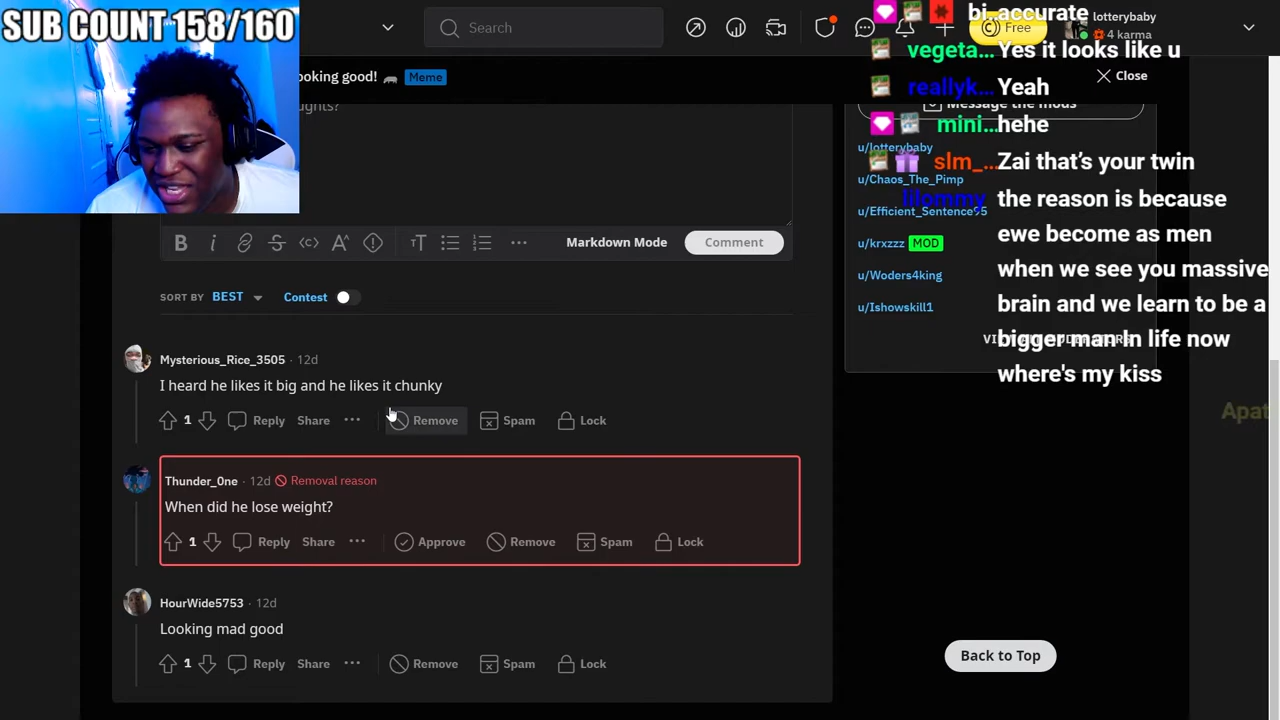 SUB COUNT 158/160
Search
Free
lotterybaby
4 karma
ooking good!
Meme
Close
ughts?
Markdown Mode
Comment
SORT BY BEST
Contest
Mysterious_Rice_3505 · 12d
I heard he likes it big and he likes it chunky
1 Reply Share ··· Remove Spam Lock
Thunder_0ne · 12d Removal reason
When did he lose weight?
1 Reply Share ··· Approve Remove Spam Lock
HourWide5753 · 12d
Looking mad good
1 Reply Share ··· Remove Spam Lock
Message the mods
u/lotterybaby
u/Chaos_The_Pimp
u/Efficient_Sentence95
u/krxzzz MOD
u/Woders4king
u/Ishowskill1
Back to Top
bi_accurate
vegeta... Yes it looks like u
reallyk... Yeah
mini... hehe
slm_... Zai that's your twin
filommy the reason is because
ewe become as men
when we see you massive
brain and we learn to be a
bigger man In life now
where's my kiss
Apat